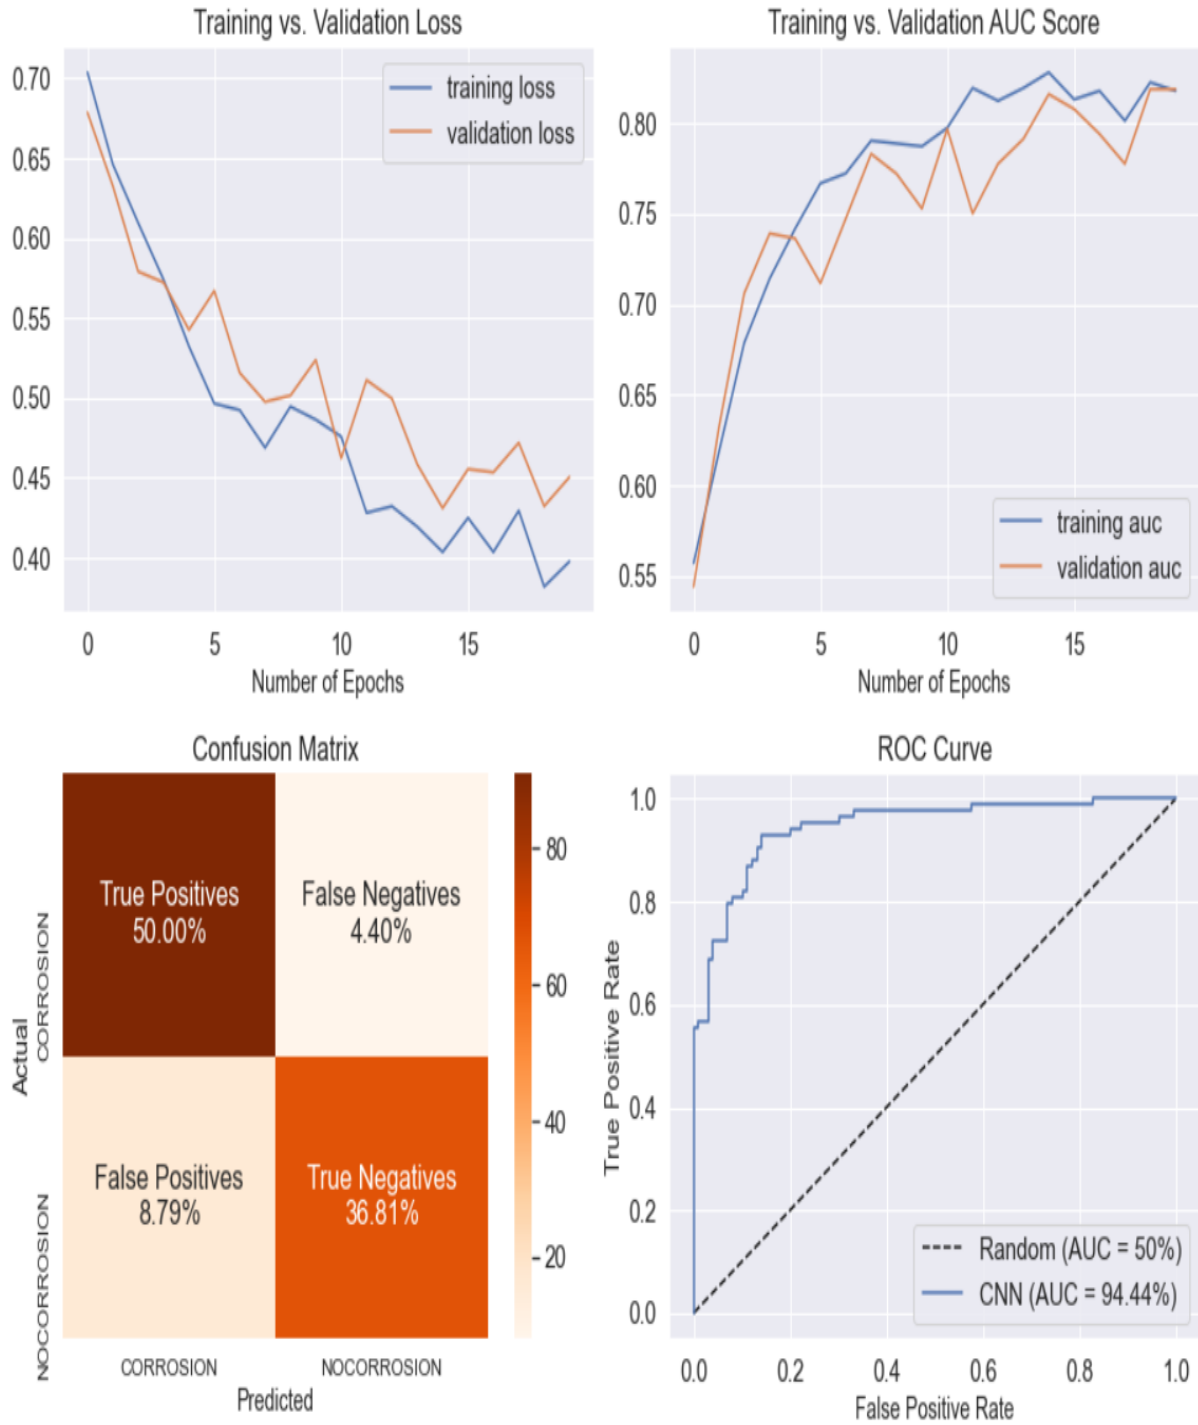 Training vs. Validation Loss
training loss
validation loss
0.70
0.65
0.60
0.55
0.50
0.45
0.40
0
5
10
15
Number of Epochs
Training vs. Validation AUC Score
0.80
0.75
0.70
0.65
0.60
0.55
training auc
validation auc
0
5
10
15
Number of Epochs
Confusion Matrix
True Positives
50.00%
False Negatives
4.40%
False Positives
8.79%
True Negatives
36.81%
Actual
CORROSION
NOCORROSION
CORROSION
NOCORROSION
Predicted
80
60
40
20
ROC Curve
True Positive Rate
1.0
0.8
0.6
0.4
0.2
0.0
Random (AUC = 50%)
CNN (AUC = 94.44%)
0.0
0.2
0.4
0.6
0.8
1.0
False Positive Rate